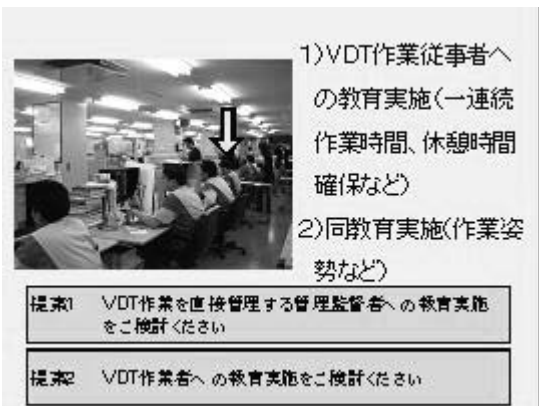 1)VDT作業従事者へ
の教育実施(一連続
作業時間、休憩時間
確保など)
2)同教育実施(作業姿
勢など)
提案1 VDT作業を直接管理する管理監督者への教育実施
をご検討ください
提案2 VDT作業者への教育実施をご検討ください